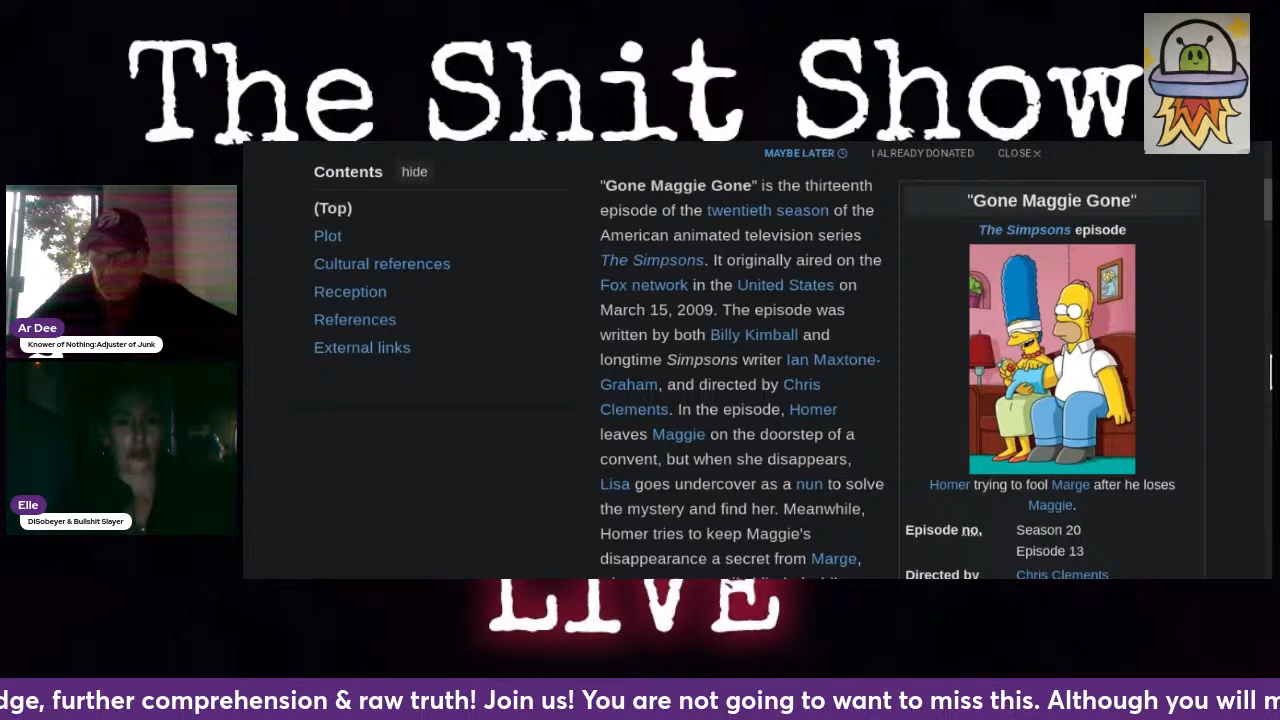 The Shit Show
MAYBE LATER
I ALREADY DONATED
CLOSE
Contents
hide
(Top)
Plot
Cultural references
Reception
References
External links
"Gone Maggie Gone" is the thirteenth
episode of the twentieth season of the
American animated television series
The Simpsons. It originally aired on the
Fox network in the United States on
March 15, 2009. The episode was
written by both Billy Kimball and
longtime Simpsons writer Ian Maxtone-
Graham, and directed by Chris
Clements. In the episode, Homer
leaves Maggie on the doorstep of a
convent, but when she disappears,
Lisa goes undercover as a nun to solve
the mystery and find her. Meanwhile,
Homer tries to keep Maggie's
disappearance a secret from Marge,
"Gone Maggie Gone"
The Simpsons episode
Homer trying to fool Marge after he loses
Maggie.
Episode no. Season 20
Episode 13
Directed by Chris Clements
Ar Dee
Knower of Nothing:Adjuster of Junk
Elle
DISobeyer & Bullshit Slayer
LIVE
dge, further comprehension & raw truth! Join us! You are not going to want to miss this. Although you will m